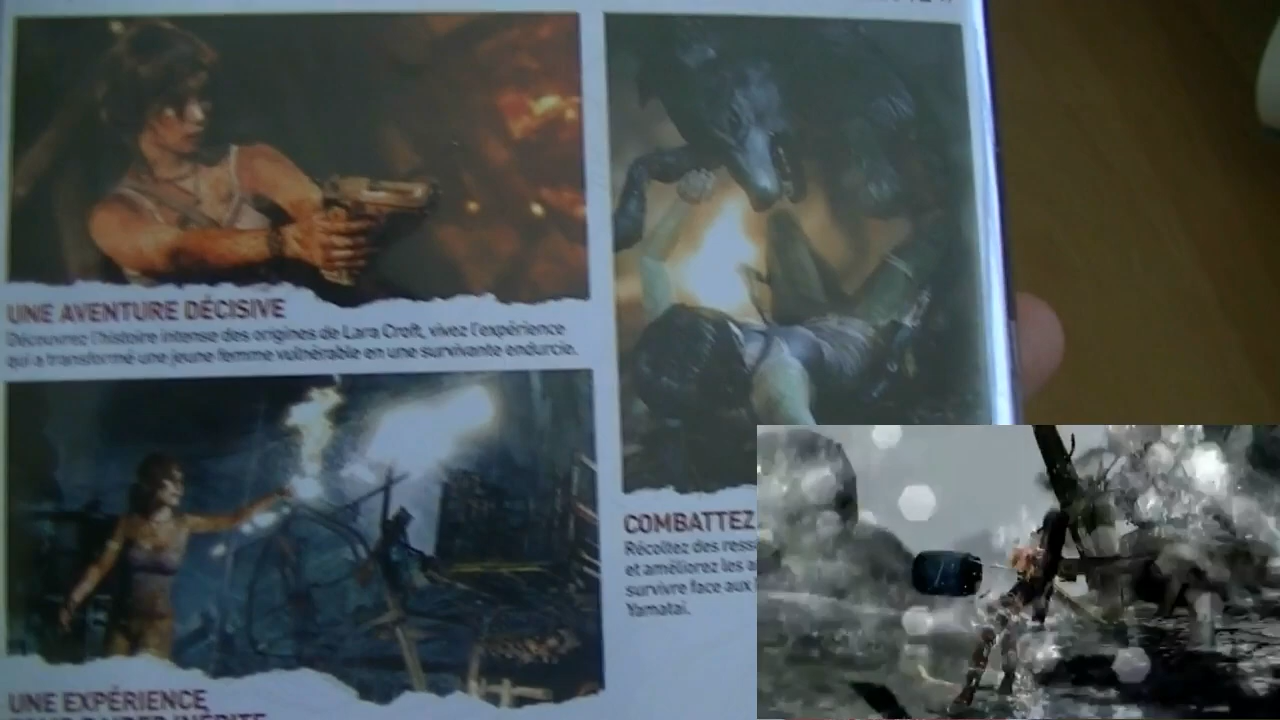 UNE AVENTURE DÉCISIVE
Découvrez l'histoire intense des origines de Lara Croft, vivez l'expérience
qui a transformé une jeune femme vulnérable en une survivante endurcie.
UNE EXPÉRIENCE
COMBATTEZ
Récoltez des
et améliorez les
survivre face aux
Yamatai.